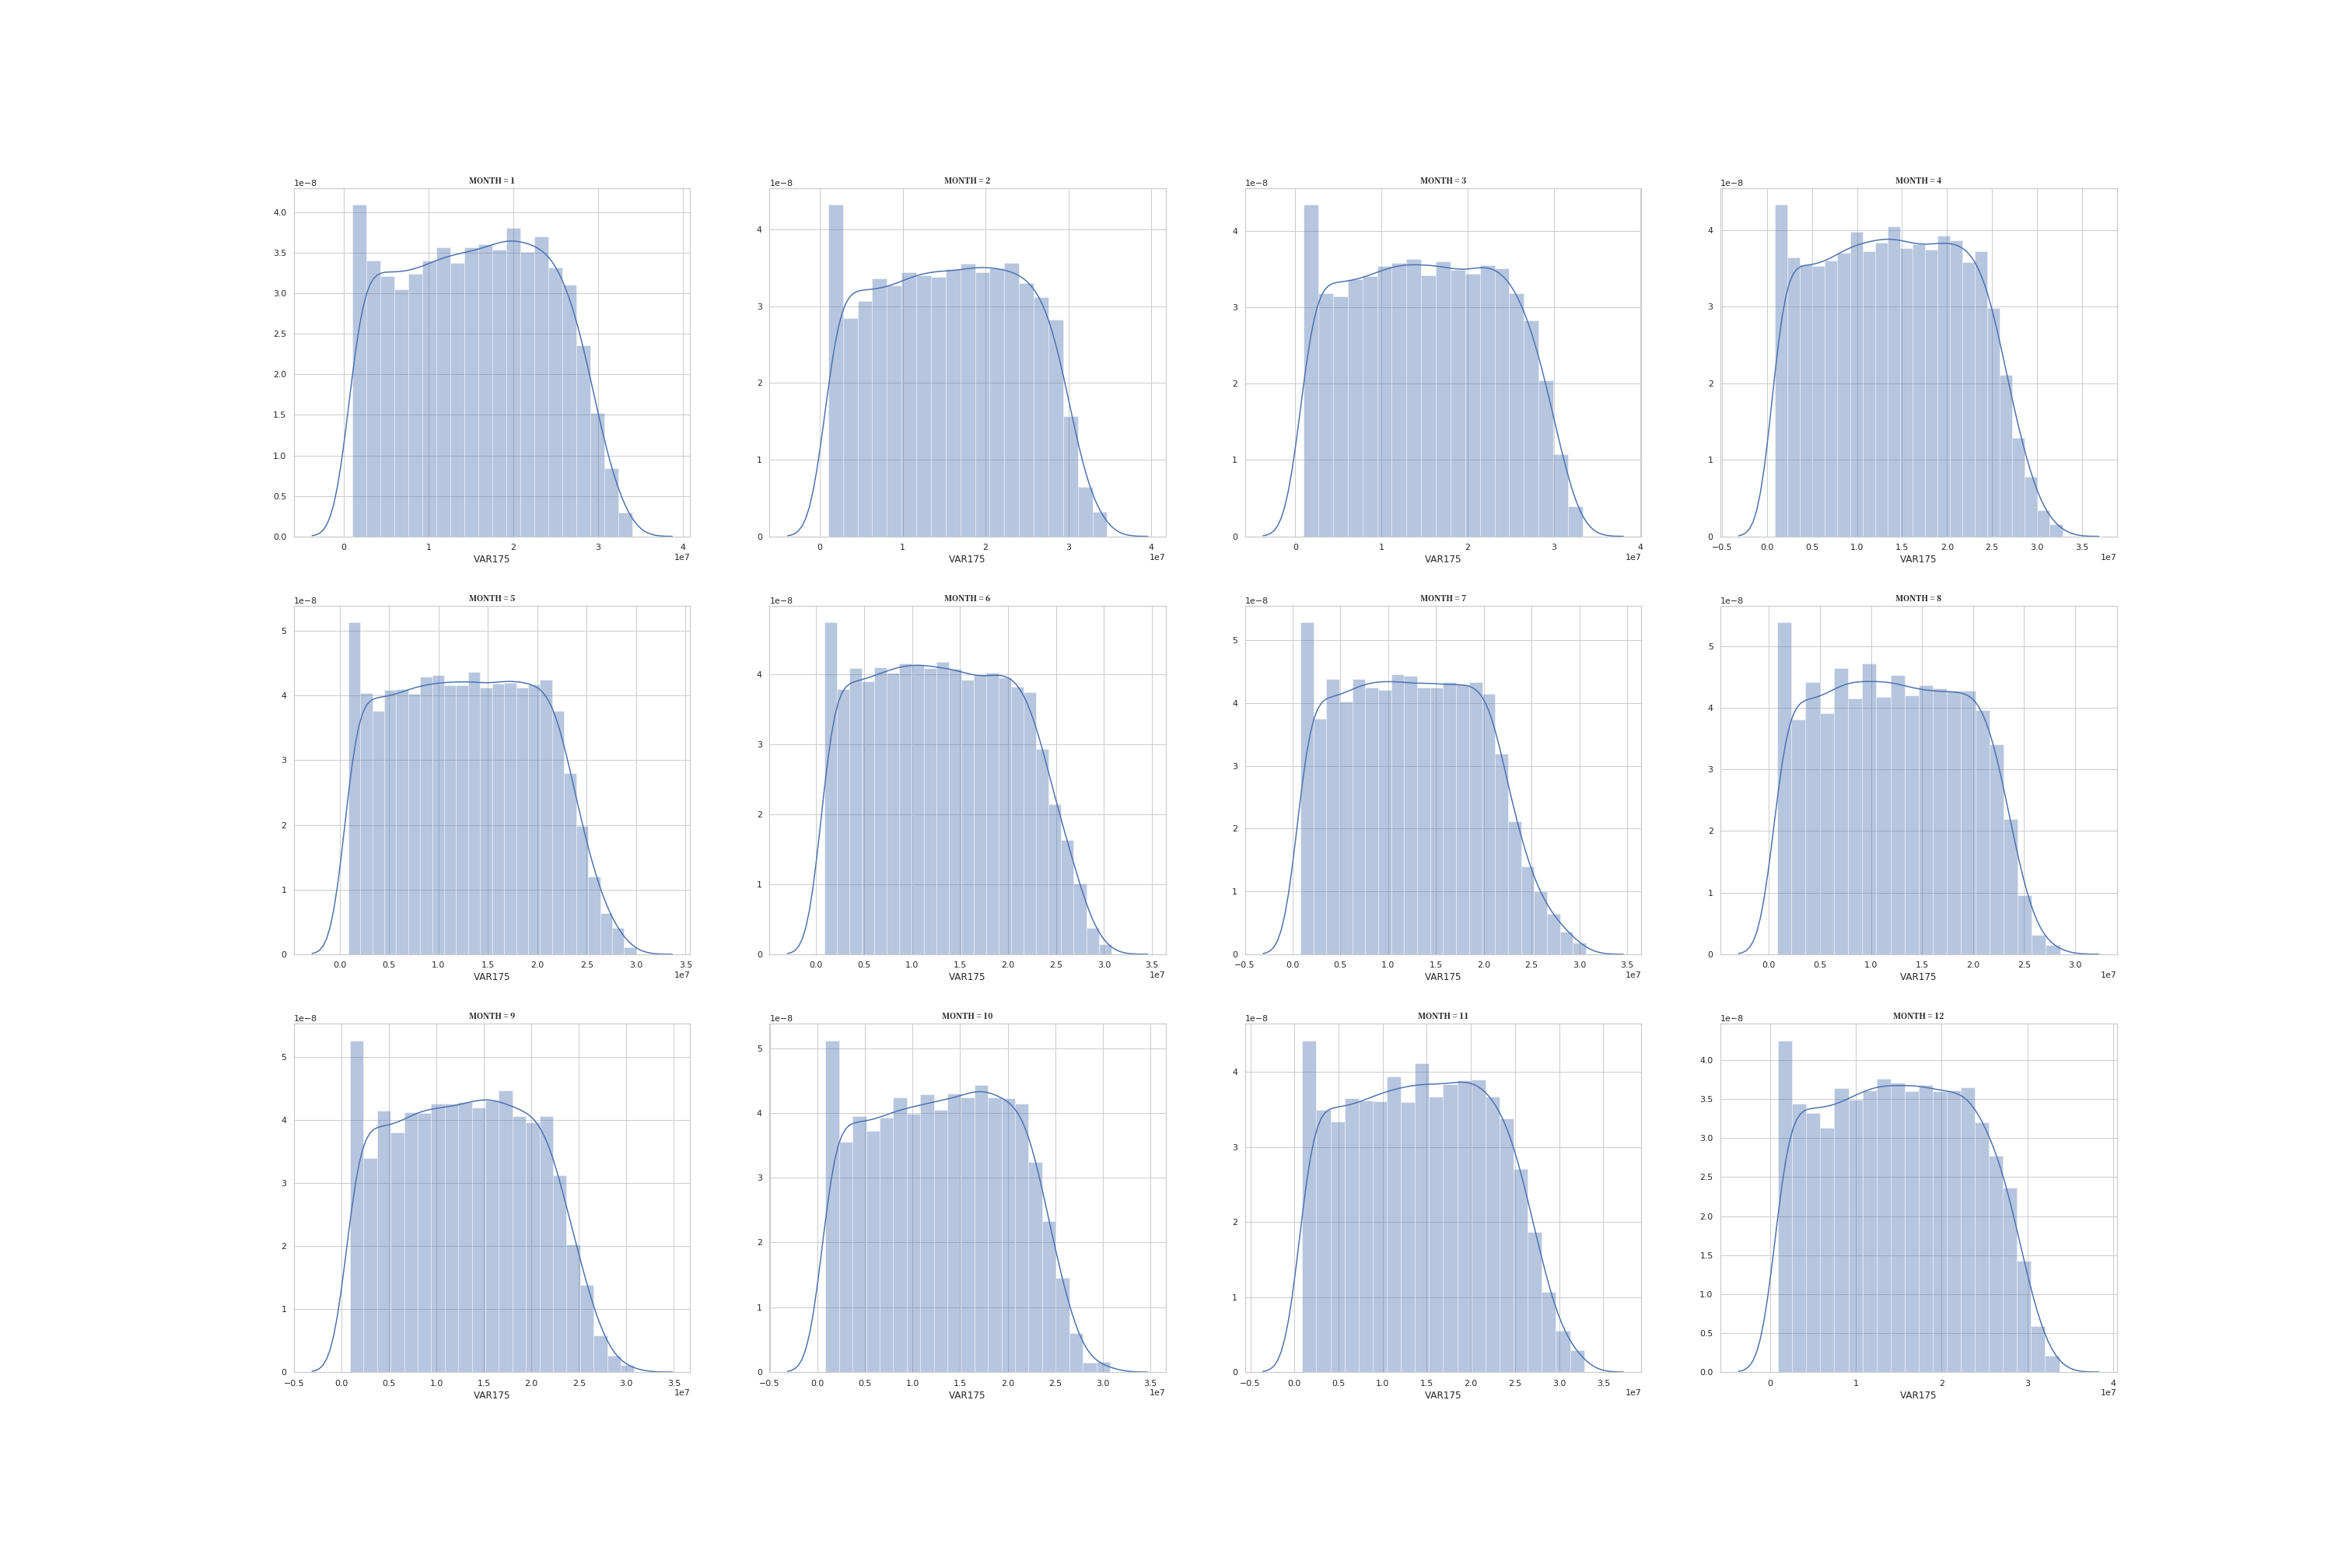 MONTH = 1
1e−8
4.0
3.5
3.0
2.5
2.0
1.5
1.0
0.5
0.0
0 1 2 3 4
1e7
VAR175
MONTH = 2
1e−8
4
3
2
1
0
0 1 2 3 4
1e7
VAR175
MONTH = 3
1e−8
4
3
2
1
0
0 1 2 3 4
1e7
VAR175
MONTH = 4
1e−8
4
3
2
1
0
−0.5 0.0 0.5 1.0 1.5 2.0 2.5 3.0 3.5
1e7
VAR175
MONTH = 5
1e−8
5
4
3
2
1
0
0.0 0.5 1.0 1.5 2.0 2.5 3.0 3.5
1e7
VAR175
MONTH = 6
1e−8
4
3
2
1
0
0.0 0.5 1.0 1.5 2.0 2.5 3.0 3.5
1e7
VAR175
MONTH = 7
1e−8
5
4
3
2
1
0
−0.5 0.0 0.5 1.0 1.5 2.0 2.5 3.0 3.5
1e7
VAR175
MONTH = 8
1e−8
5
4
3
2
1
0
0.0 0.5 1.0 1.5 2.0 2.5 3.0
1e7
VAR175
MONTH = 9
1e−8
5
4
3
2
1
0
−0.5 0.0 0.5 1.0 1.5 2.0 2.5 3.0 3.5
1e7
VAR175
MONTH = 10
1e−8
5
4
3
2
1
0
−0.5 0.0 0.5 1.0 1.5 2.0 2.5 3.0 3.5
1e7
VAR175
MONTH = 11
1e−8
4
3
2
1
0
−0.5 0.0 0.5 1.0 1.5 2.0 2.5 3.0 3.5
1e7
VAR175
MONTH = 12
1e−8
4.0
3.5
3.0
2.5
2.0
1.5
1.0
0.5
0.0
0 1 2 3 4
1e7
VAR175